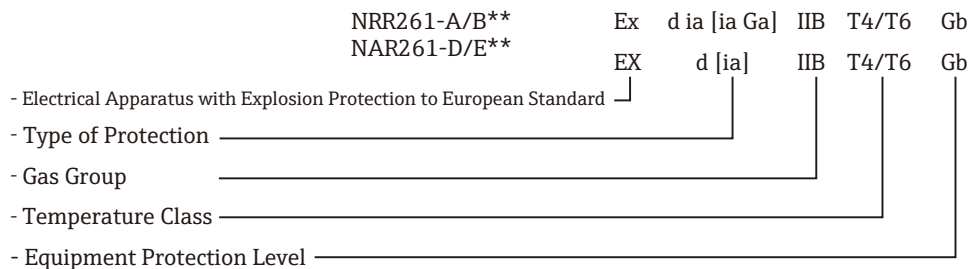 NRR261-A/B** Ex d ia [ia Ga] IIB T4/T6 Gb
NAR261-D/E**
EX d [ia] IIB T4/T6 Gb
- Electrical Apparatus with Explosion Protection to European Standard
- Type of Protection
- Gas Group
- Temperature Class
- Equipment Protection Level